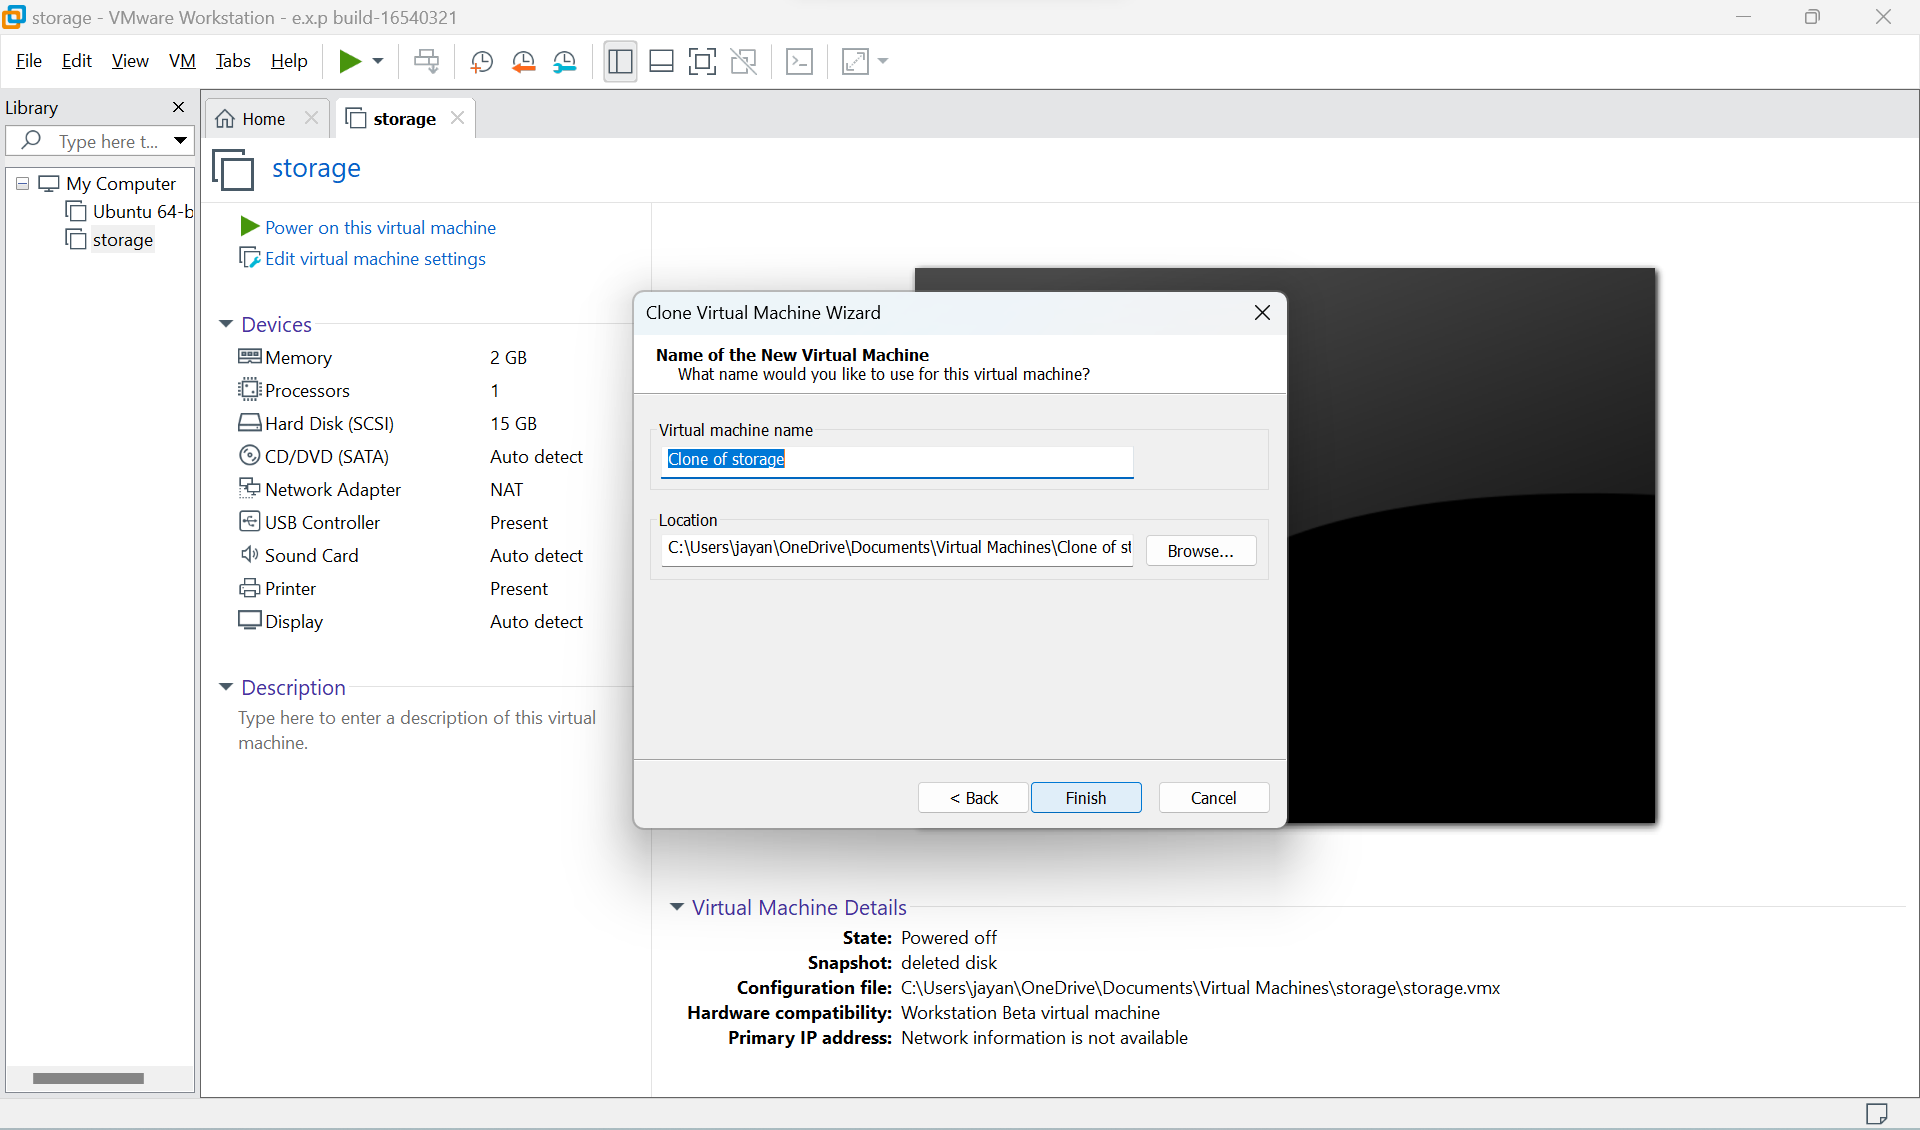 storage - VMware Workstation - e.x.p build-16540321
File Edit View VM Tabs Help
Library
Home
storage
Type here t...
storage
My Computer
Ubuntu 64-b
storage
Power on this virtual machine
Edit virtual machine settings
Devices
Memory 2 GB
Processors 1
Hard Disk (SCSI) 15 GB
CD/DVD (SATA) Auto detect
Network Adapter NAT
USB Controller Present
Sound Card Auto detect
Printer Present
Display Auto detect
Description
Type here to enter a description of this virtual
machine.
Clone Virtual Machine Wizard
Name of the New Virtual Machine
What name would you like to use for this virtual machine?
Virtual machine name
Clone of storage
Location
C:\Users\jayan\OneDrive\Documents\Virtual Machines\Clone of st
Browse...
< Back
Finish
Cancel
Virtual Machine Details
State: Powered off
Snapshot: deleted disk
Configuration file: C:\Users\jayan\OneDrive\Documents\Virtual Machines\storage\storage.vmx
Hardware compatibility: Workstation Beta virtual machine
Primary IP address: Network information is not available